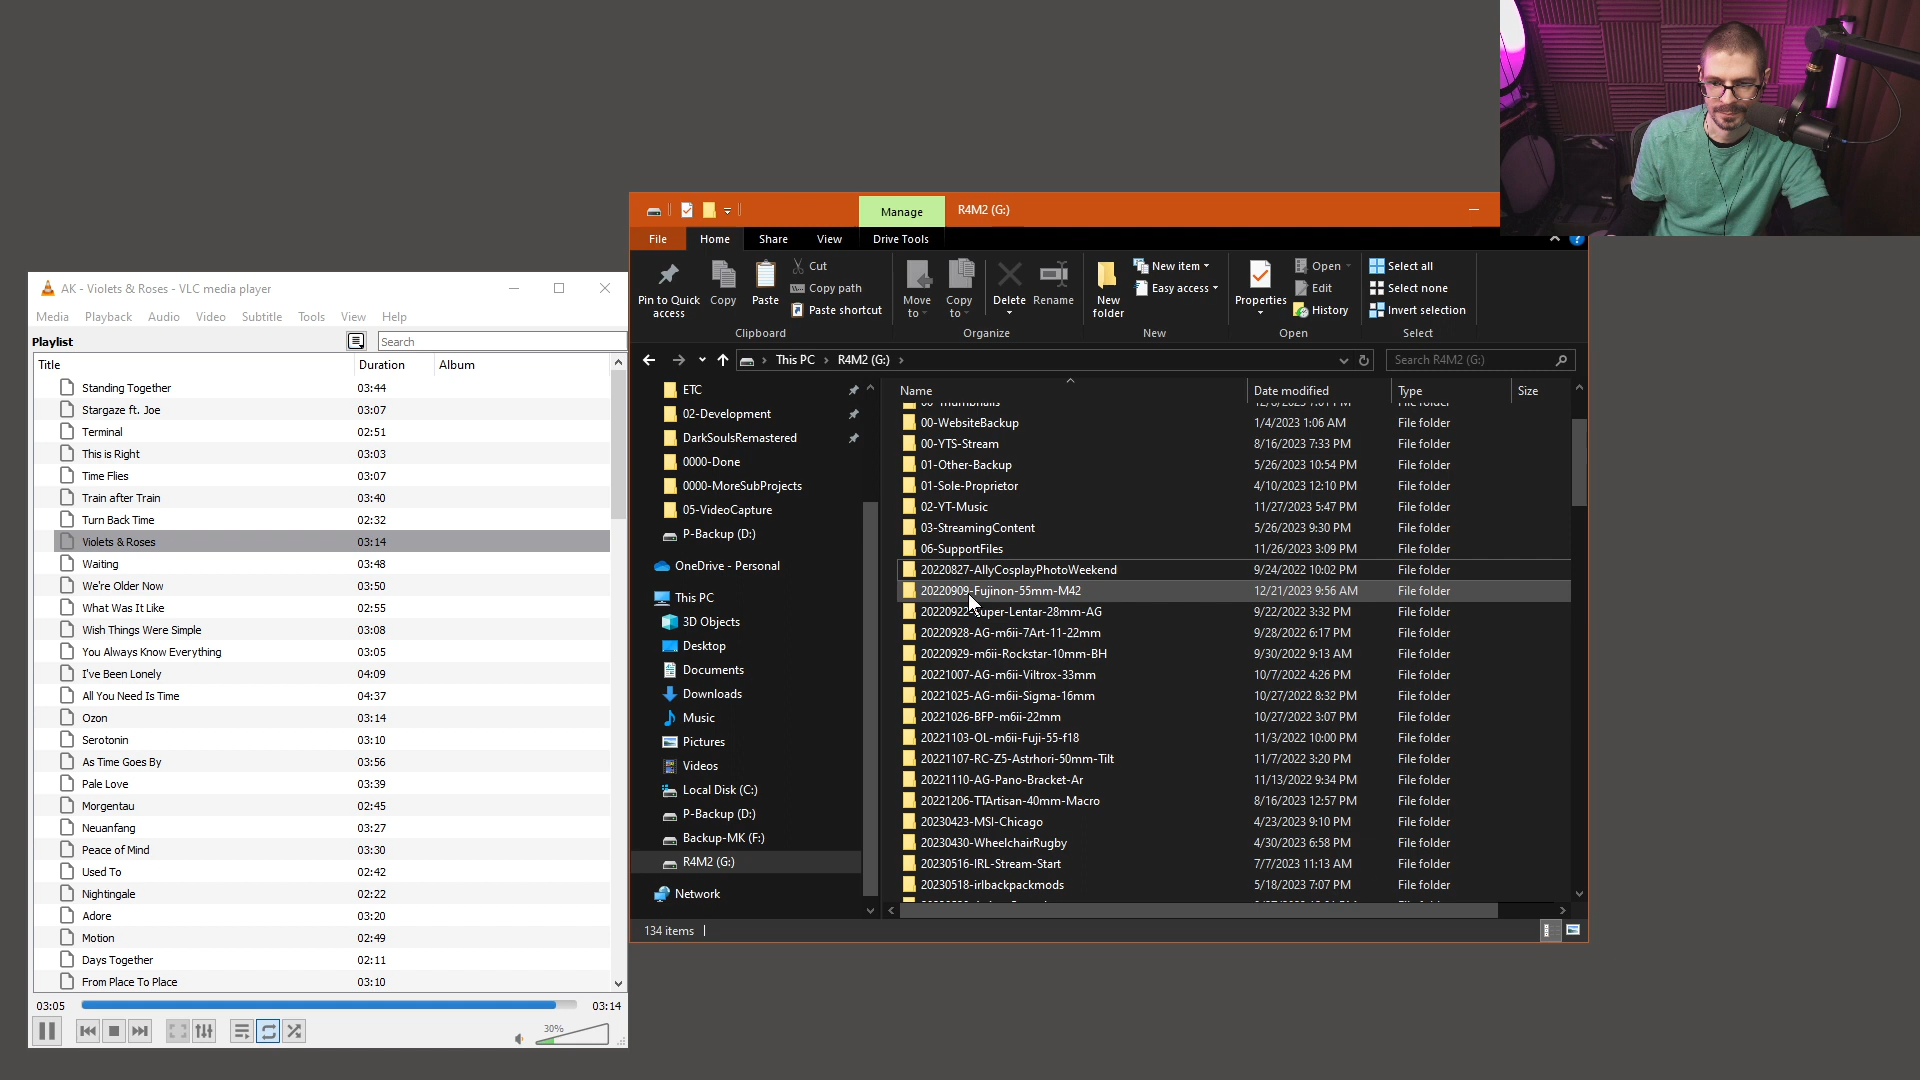 AK - Violets & Roses - VLC media player
Media Playback Audio Video Subtitle Tools View Help
Playlist
Search
Title Duration Album
Standing Together 03:44
Stargaze ft. Joe 03:07
Terminal 02:51
This is Right 03:03
Time Flies 03:07
Train after Train 03:40
Turn Back Time 02:32
Violets & Roses 03:14
Waiting 03:48
We're Older Now 03:50
What Was It Like 02:55
Wish Things Were Simple 03:08
You Always Know Everything 03:05
I've Been Lonely 04:09
All You Need Is Time 04:37
Ozon 03:14
Serotonin 03:10
As Time Goes By 03:56
Pale Love 03:39
Morgentau 02:45
Neuanfang 03:27
Peace of Mind 03:30
Used To 02:42
Nightingale 02:22
Adore 03:20
Motion 02:49
Days Together 02:11
From Place To Place 03:10
03:05 03:14
30%
Manage R4M2 (G:)
File Home Share View Drive Tools
Pin to Quick access
Copy
Paste
Cut
Copy path
Paste shortcut
Clipboard
Move to
Copy to
Delete
Rename
Organize
New folder
New item
Easy access
New
Properties
Open
Edit
History
Open
Select all
Select none
Invert selection
Select
This PC R4M2 (G:)
Search R4M2 (G:)
ETC
02-Development
DarkSoulsRemastered
0000-Done
0000-MoreSubProjects
05-VideoCapture
P-Backup (D:)
OneDrive - Personal
This PC
3D Objects
Desktop
Documents
Downloads
Music
Pictures
Videos
Local Disk (C:)
P-Backup (D:)
Backup-MK (F:)
R4M2 (G:)
Network
Name Date modified Type Size
00-WebsiteBackup 1/4/2023 1:06 AM File folder
00-YTS-Stream 8/16/2023 7:33 PM File folder
01-Other-Backup 5/26/2023 10:54 PM File folder
01-Sole-Proprietor 4/10/2023 12:10 PM File folder
02-YT-Music 11/27/2023 5:47 PM File folder
03-StreamingContent 5/26/2023 9:30 PM File folder
06-SupportFiles 11/26/2023 3:09 PM File folder
20220827-AllyCosplayPhotoWeekend 9/24/2022 10:02 PM File folder
20220909-Fujinon-55mm-M42 12/21/2023 9:56 AM File folder
20220922-Super-Lentar-28mm-AG 9/22/2022 3:32 PM File folder
20220928-AG-m6ii-7Art-11-22mm 9/28/2022 6:17 PM File folder
20220929-m6ii-Rockstar-10mm-BH 9/30/2022 9:13 AM File folder
20221007-AG-m6ii-Viltrox-33mm 10/7/2022 4:26 PM File folder
20221025-AG-m6ii-Sigma-16mm 10/27/2022 8:32 PM File folder
20221026-BFP-m6ii-22mm 10/27/2022 3:07 PM File folder
20221103-OL-m6ii-Fuji-55-f18 11/3/2022 10:00 PM File folder
20221107-RC-Z5-Astrhori-50mm-Tilt 11/7/2022 3:20 PM File folder
20221110-AG-Pano-Bracket-Ar 11/13/2022 9:34 PM File folder
20221206-TTArtisan-40mm-Macro 8/16/2023 12:57 PM File folder
20230423-MSI-Chicago 4/23/2023 9:10 PM File folder
20230430-WheelchairRugby 4/30/2023 6:58 PM File folder
20230516-IRL-Stream-Start 7/7/2023 11:13 AM File folder
20230518-irlbackpackmods 5/18/2023 7:07 PM File folder
134 items